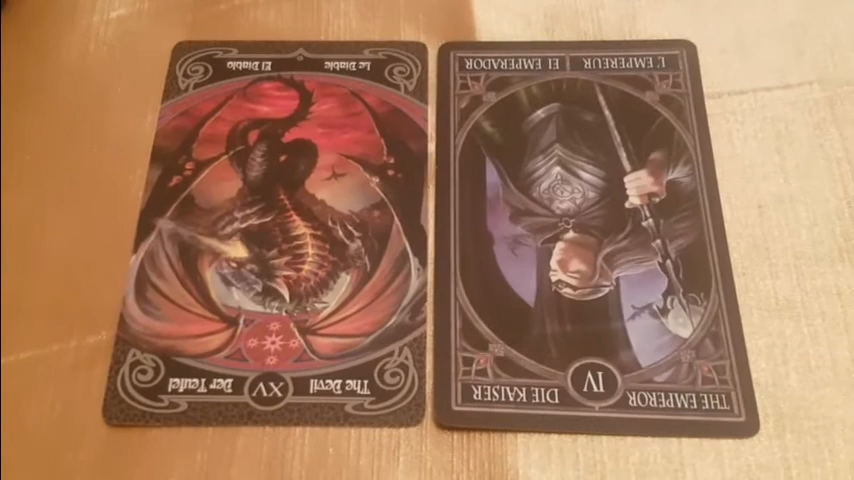 El Diablo Le Diable
XV
Der Teufel The Devil
L'EMPEREUR EL EMPERADOR
IV
THE EMPEROR DIE KAISER